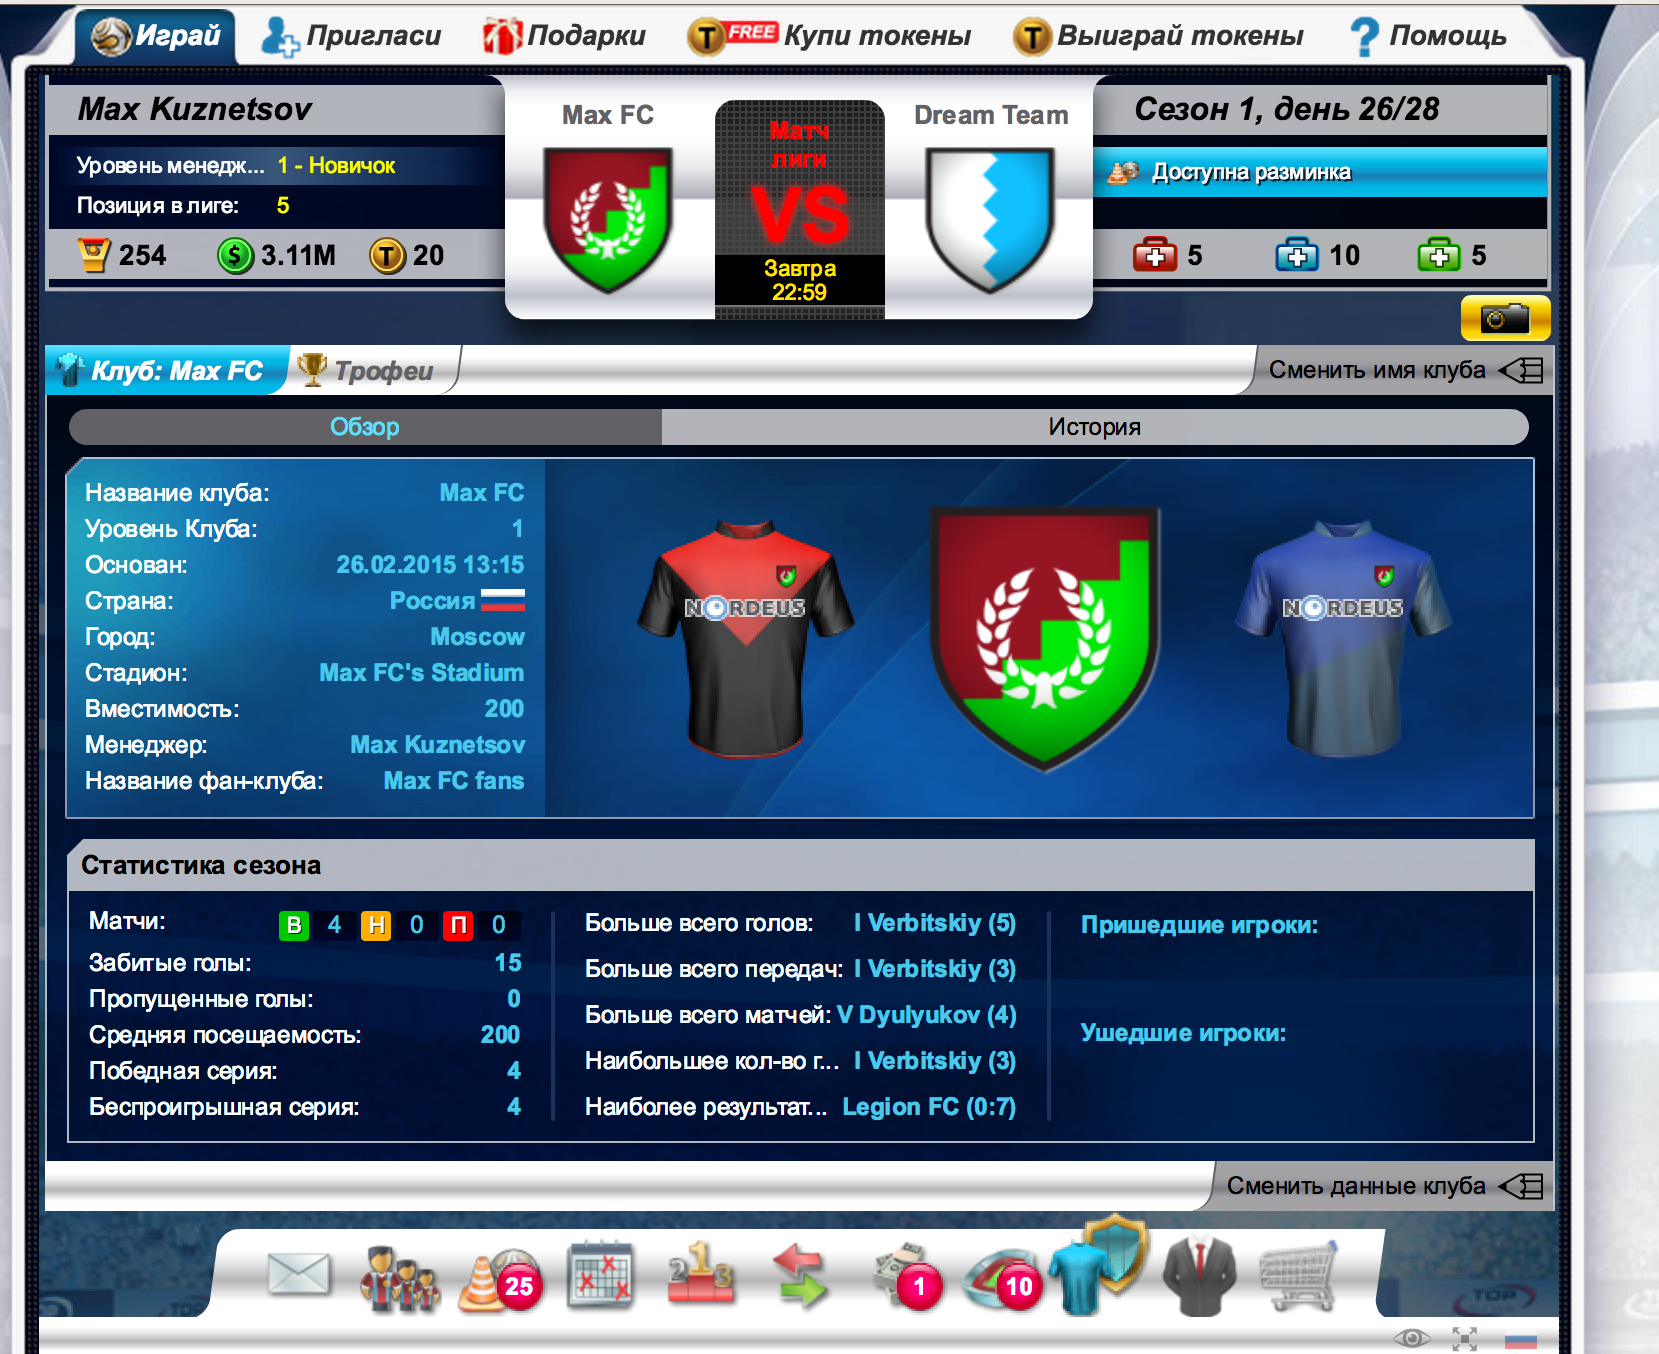 Играй
Пригласи
Подарки
T FREE Купи токены
T Выиграй токены
? Помощь
Max Kuznetsov
Уровень менедж... 1 - Новичок
Позиция в лиге: 5
254 $ 3.11M T 20
Max FC
Матч
лиги
VS
Завтра
22:59
Dream Team
Сезон 1, день 26/28
Доступна разминка
5 10 5
Клуб: Max FC
Трофеи
Сменить имя клуба
Обзор
История
Название клуба: Max FC
Уровень Клуба: 1
Основан: 26.02.2015 13:15
Страна: Россия
Город: Moscow
Стадион: Max FC's Stadium
Вместимость: 200
Менеджер: Max Kuznetsov
Название фан-клуба: Max FC fans
NORDEUS
NORDEUS
Статистика сезона
Матчи: В 4 Н 0 П 0
Забитые голы: 15
Пропущенные голы: 0
Средняя посещаемость: 200
Победная серия: 4
Беспроигрышная серия: 4
Больше всего голов: I Verbitskiy (5)
Больше всего передач: I Verbitskiy (3)
Больше всего матчей: V Dyulyukov (4)
Наибольшее кол-во г... I Verbitskiy (3)
Наиболее результат... Legion FC (0:7)
Пришедшие игроки:
Ушедшие игроки:
Сменить данные клуба
25
2 1 3
1
10
TOP
TOP